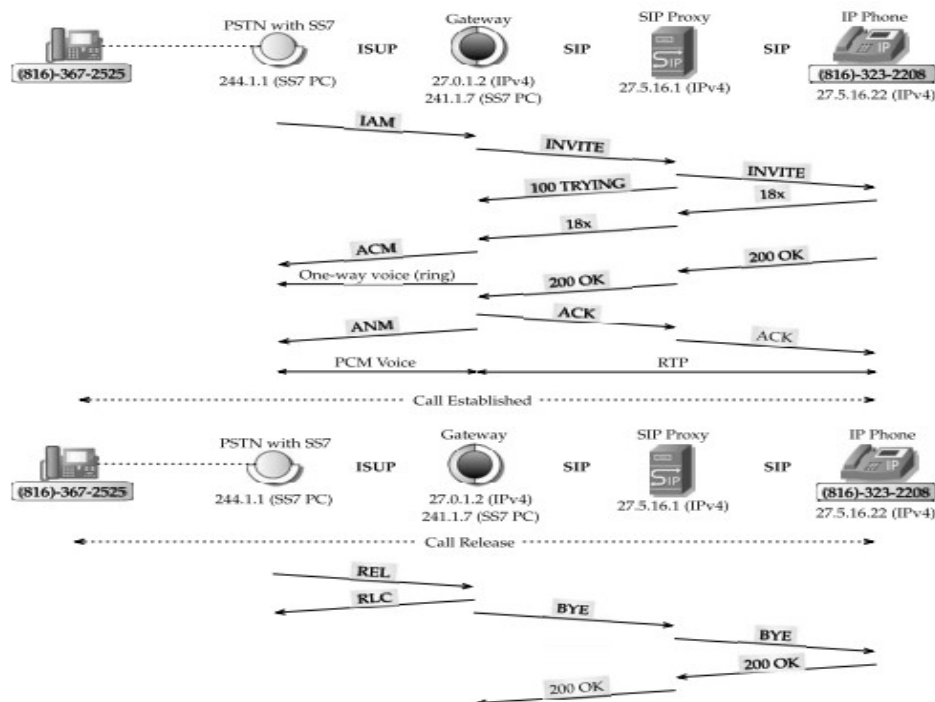 PSTN with SS7
Gateway
SIP Proxy
IP Phone
ISUP
SIP
SIP
SIP
IP
(816)-367-2525
244.1.1 (SS7 PC)
27.0.1.2 (IPv4)
241.1.7 (SS7 PC)
27.5.16.1 (IPv4)
(816)-323-2208
27.5.16.22 (IPv4)
IAM
INVITE
INVITE
100 TRYING
18x
18x
ACM
200 OK
One-way voice (ring)
200 OK
ACK
ANM
ACK
PCM Voice
RTP
Call Established
PSTN with SS7
Gateway
SIP Proxy
IP Phone
ISUP
SIP
SIP
SIP
IP
(816)-367-2525
244.1.1 (SS7 PC)
27.0.1.2 (IPv4)
241.1.7 (SS7 PC)
27.5.16.1 (IPv4)
(816)-323-2208
27.5.16.22 (IPv4)
Call Release
REL
RLC
BYE
BYE
200 OK
200 OK